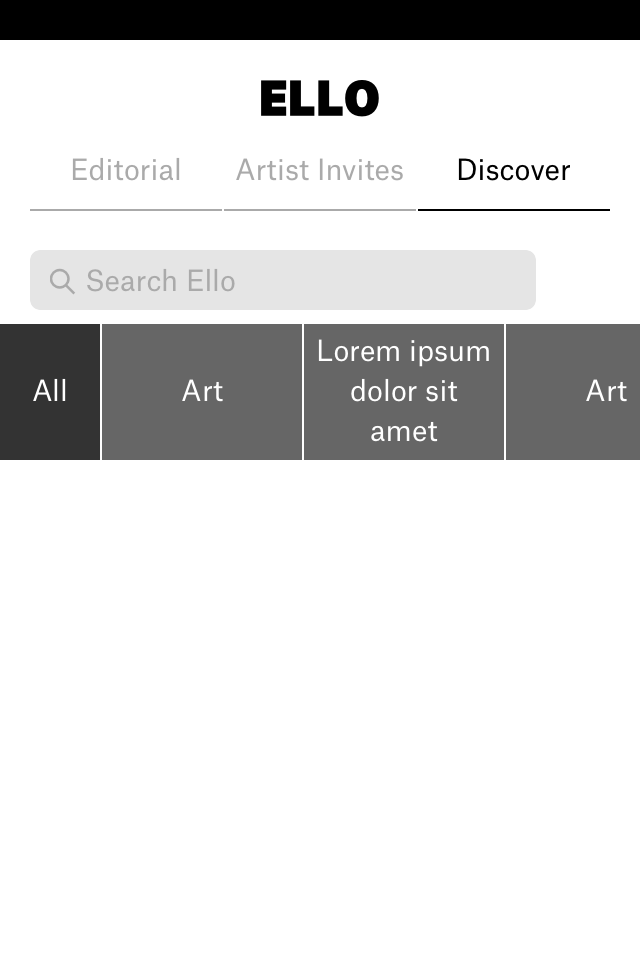 ELLO
Editorial
Artist Invites
Discover
Search Ello
All
Art
Lorem ipsum
dolor sit
amet
Art